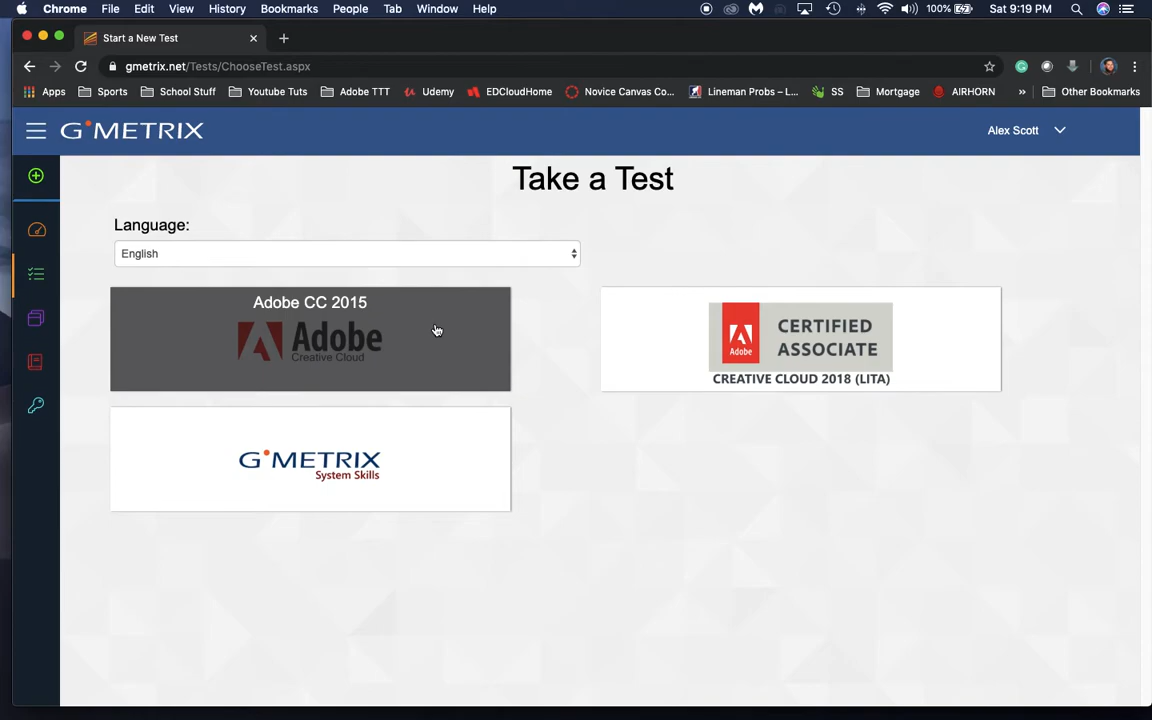 Chrome File Edit View History Bookmarks People Tab Window Help 100% Sat 9:19 PM
Start a New Test
gmetrix.net/Tests/ChooseTest.aspx
Apps Sports School Stuff Youtube Tuts Adobe TTT Udemy EDCloudHome Novice Canvas Co... Lineman Probs – L... SS Mortgage AIRHORN » Other Bookmarks
GMETRIX Alex Scott
Take a Test
Language:
English
Adobe CC 2015
Adobe
Creative Cloud
Adobe
CERTIFIED
ASSOCIATE
CREATIVE CLOUD 2018 (LITA)
GMETRIX
System Skills